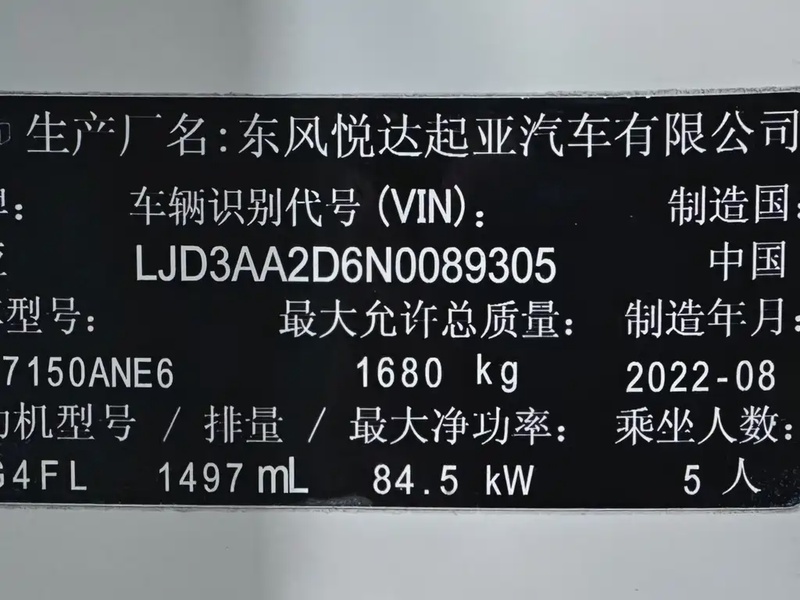 生产厂名:东风悦达起亚汽车有限公司
车辆识别代号(VIN): 制造国:
LJD3AA2D6N0089305 中国
型号: 最大允许总质量: 制造年月:
7150ANE6 1680 kg 2022-08
机型号 / 排量 / 最大净功率: 乘坐人数:
G4FL 1497 mL 84.5 kW 5 人